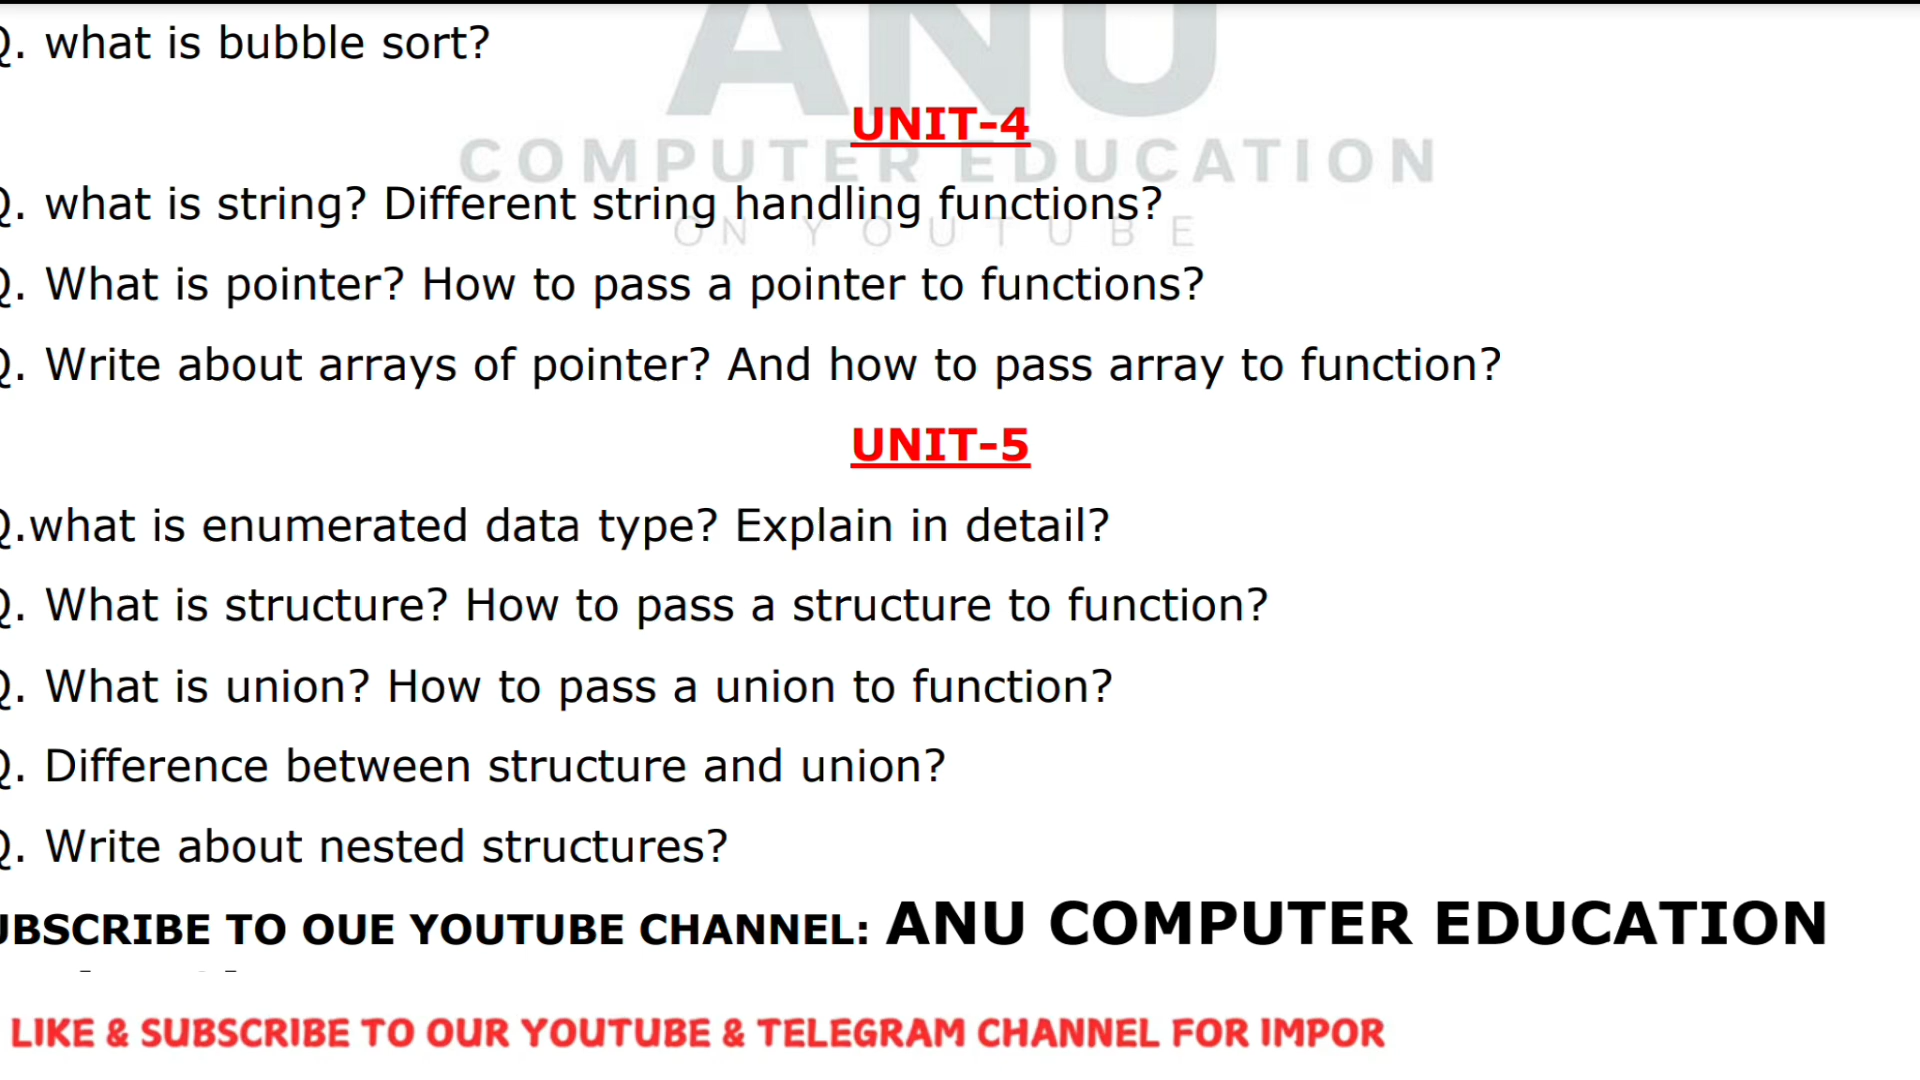 ANU
Q. what is bubble sort?
UNIT-4
COMPUTER EDUCATION
Q. what is string? Different string handling functions?
ON YOUTUBE
Q. What is pointer? How to pass a pointer to functions?
Q. Write about arrays of pointer? And how to pass array to function?
UNIT-5
Q.what is enumerated data type? Explain in detail?
Q. What is structure? How to pass a structure to function?
Q. What is union? How to pass a union to function?
Q. Difference between structure and union?
Q. Write about nested structures?
UBSCRIBE TO OUE YOUTUBE CHANNEL: ANU COMPUTER EDUCATION
LIKE & SUBSCRIBE TO OUR YOUTUBE & TELEGRAM CHANNEL FOR IMPOR